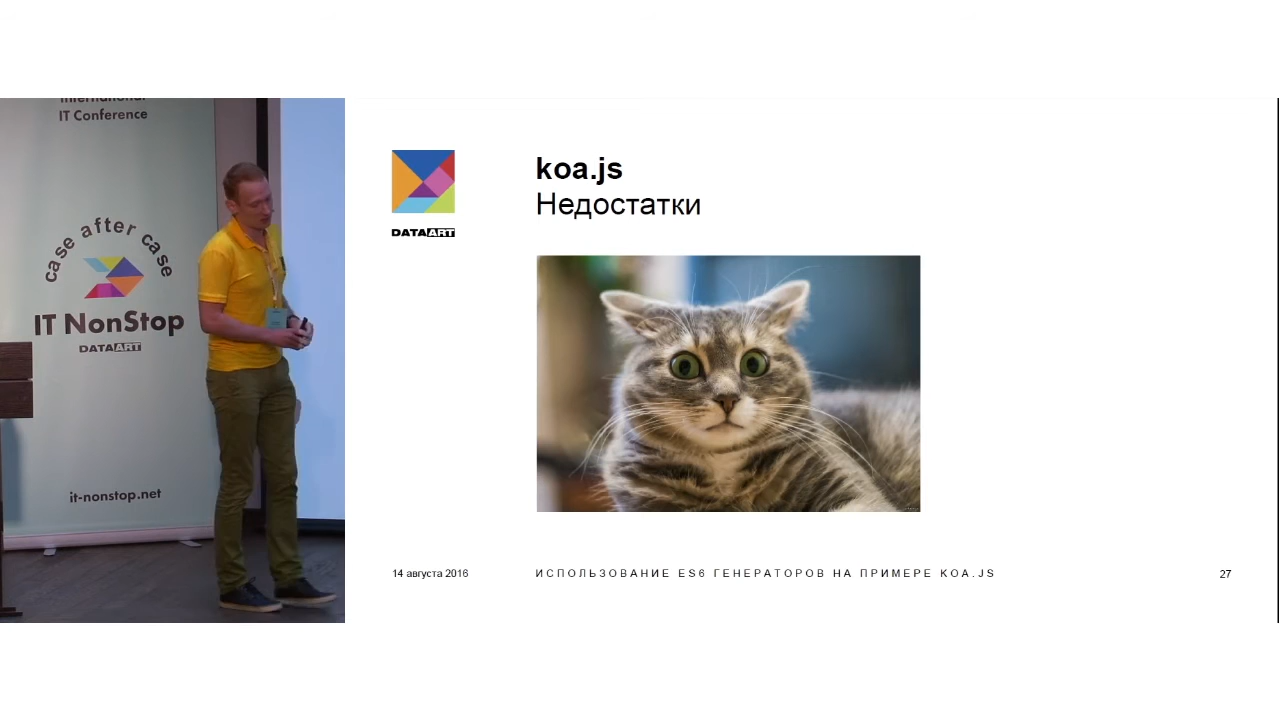 International
IT Conference
case after case
IT NonStop
DATAART
it-nonstop.net
DATAART
koa.js
Недостатки
14 августа 2016
ИСПОЛЬЗОВАНИЕ ES6 ГЕНЕРАТОРОВ НА ПРИМЕРЕ KOA.JS
27